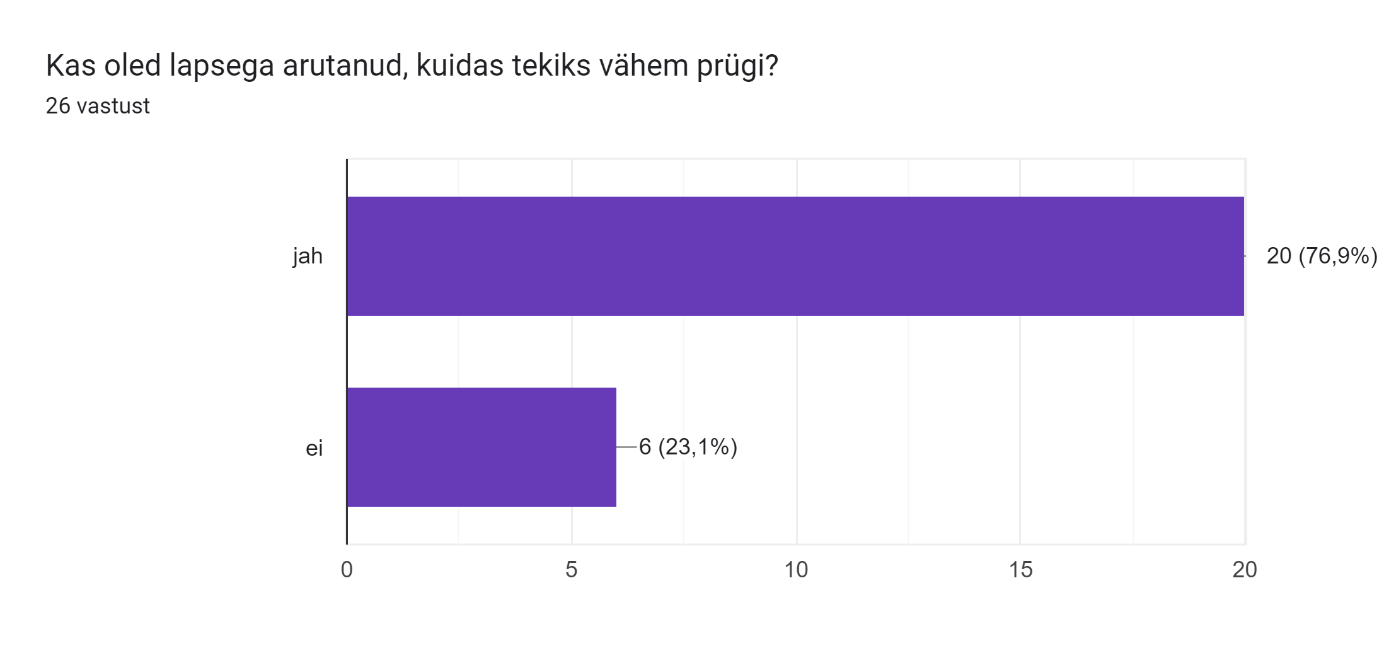 Kas oled lapsega arutanud, kuidas tekiks vähem prügi?
26 vastust
jah
20 (76,9%)
ei
6 (23,1%)
0
5
10
15
20